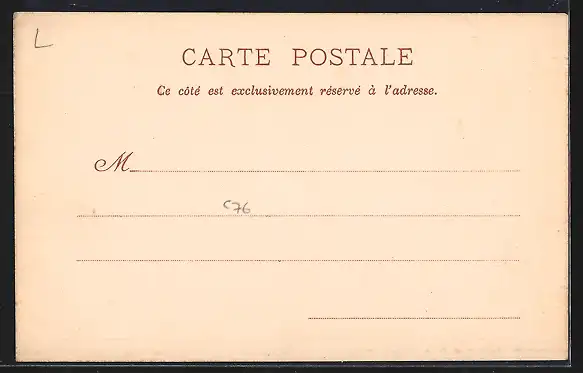 L
CARTE POSTALE
Ce côté est exclusivement réservé à l'adresse.
M
C76